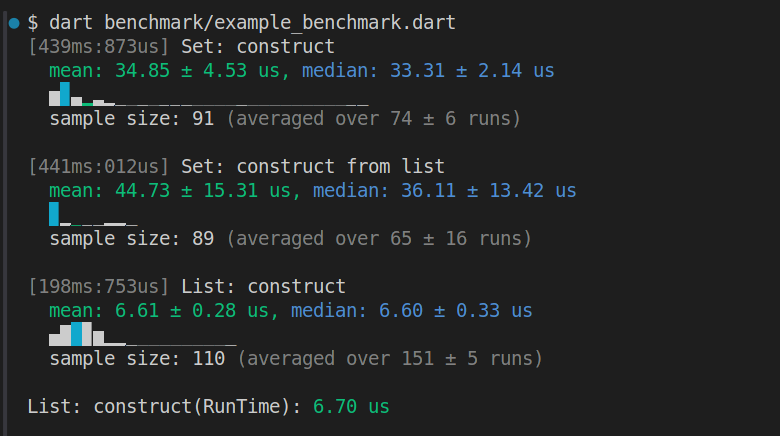 $ dart benchmark/example_benchmark.dart
[439ms:873us] Set: construct
mean: 34.85 ± 4.53 us, median: 33.31 ± 2.14 us
sample size: 91 (averaged over 74 ± 6 runs)
[441ms:012us] Set: construct from list
mean: 44.73 ± 15.31 us, median: 36.11 ± 13.42 us
sample size: 89 (averaged over 65 ± 16 runs)
[198ms:753us] List: construct
mean: 6.61 ± 0.28 us, median: 6.60 ± 0.33 us
sample size: 110 (averaged over 151 ± 5 runs)
List: construct(RunTime): 6.70 us